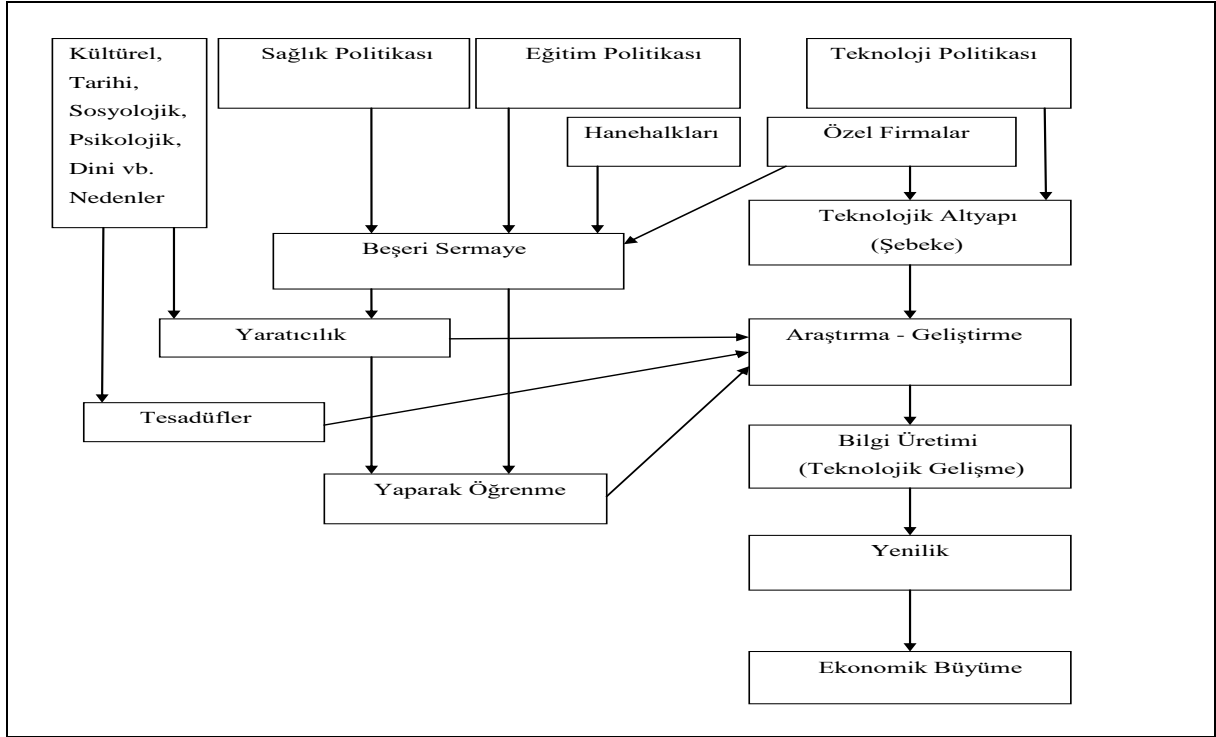 Kültürel,
Tarihi,
Sosyolojik,
Psikolojik,
Dini vb.
Nedenler
Sağlık Politikası
Eğitim Politikası
Teknoloji Politikası
Hanehalkları
Özel Firmalar
Beşeri Sermaye
Teknolojik Altyapı
(Şebeke)
Yaratıcılık
Araştırma - Geliştirme
Tesadüfler
Bilgi Üretimi
(Teknolojik Gelişme)
Yaparak Öğrenme
Yenilik
Ekonomik Büyüme